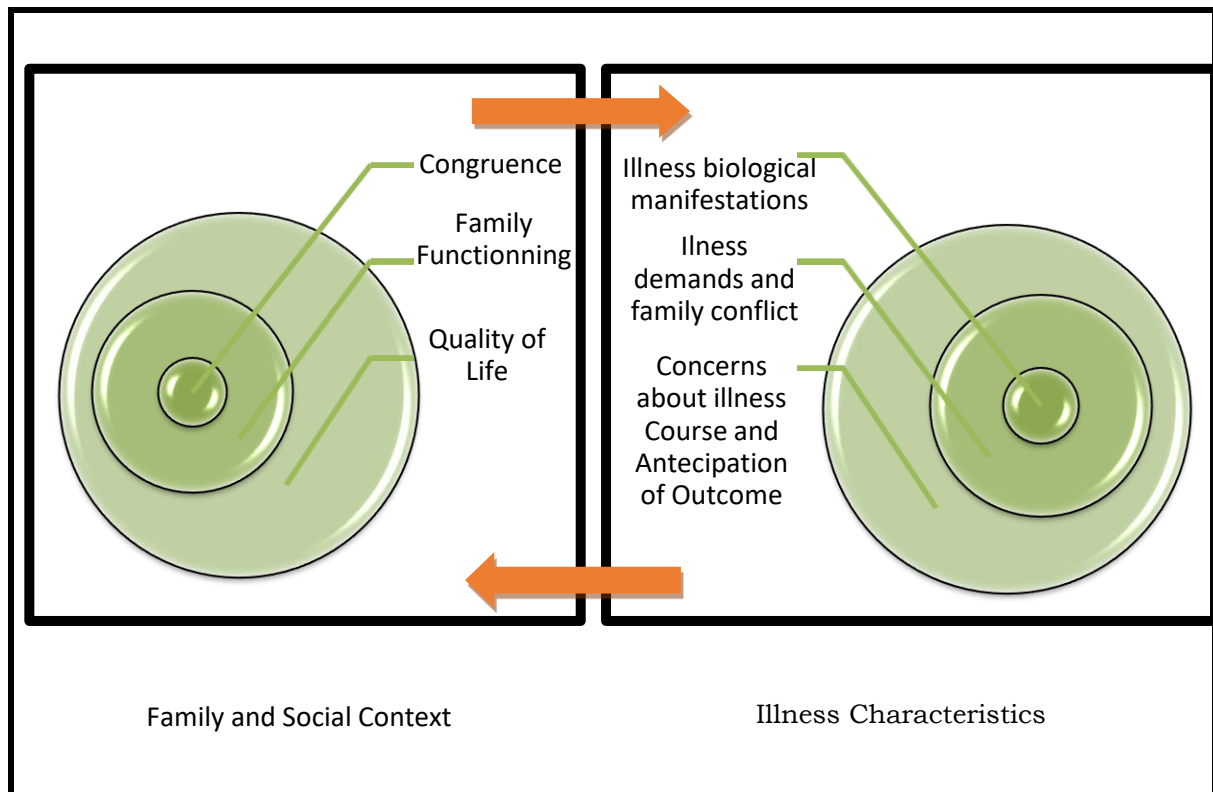 Congruence
Family
Functionning
Quality of
Life
Illness biological
manifestations
Ilness
demands and
family conflict
Concerns
about illness
Course and
Antecipation
of Outcome
Family and Social Context
Illness Characteristics